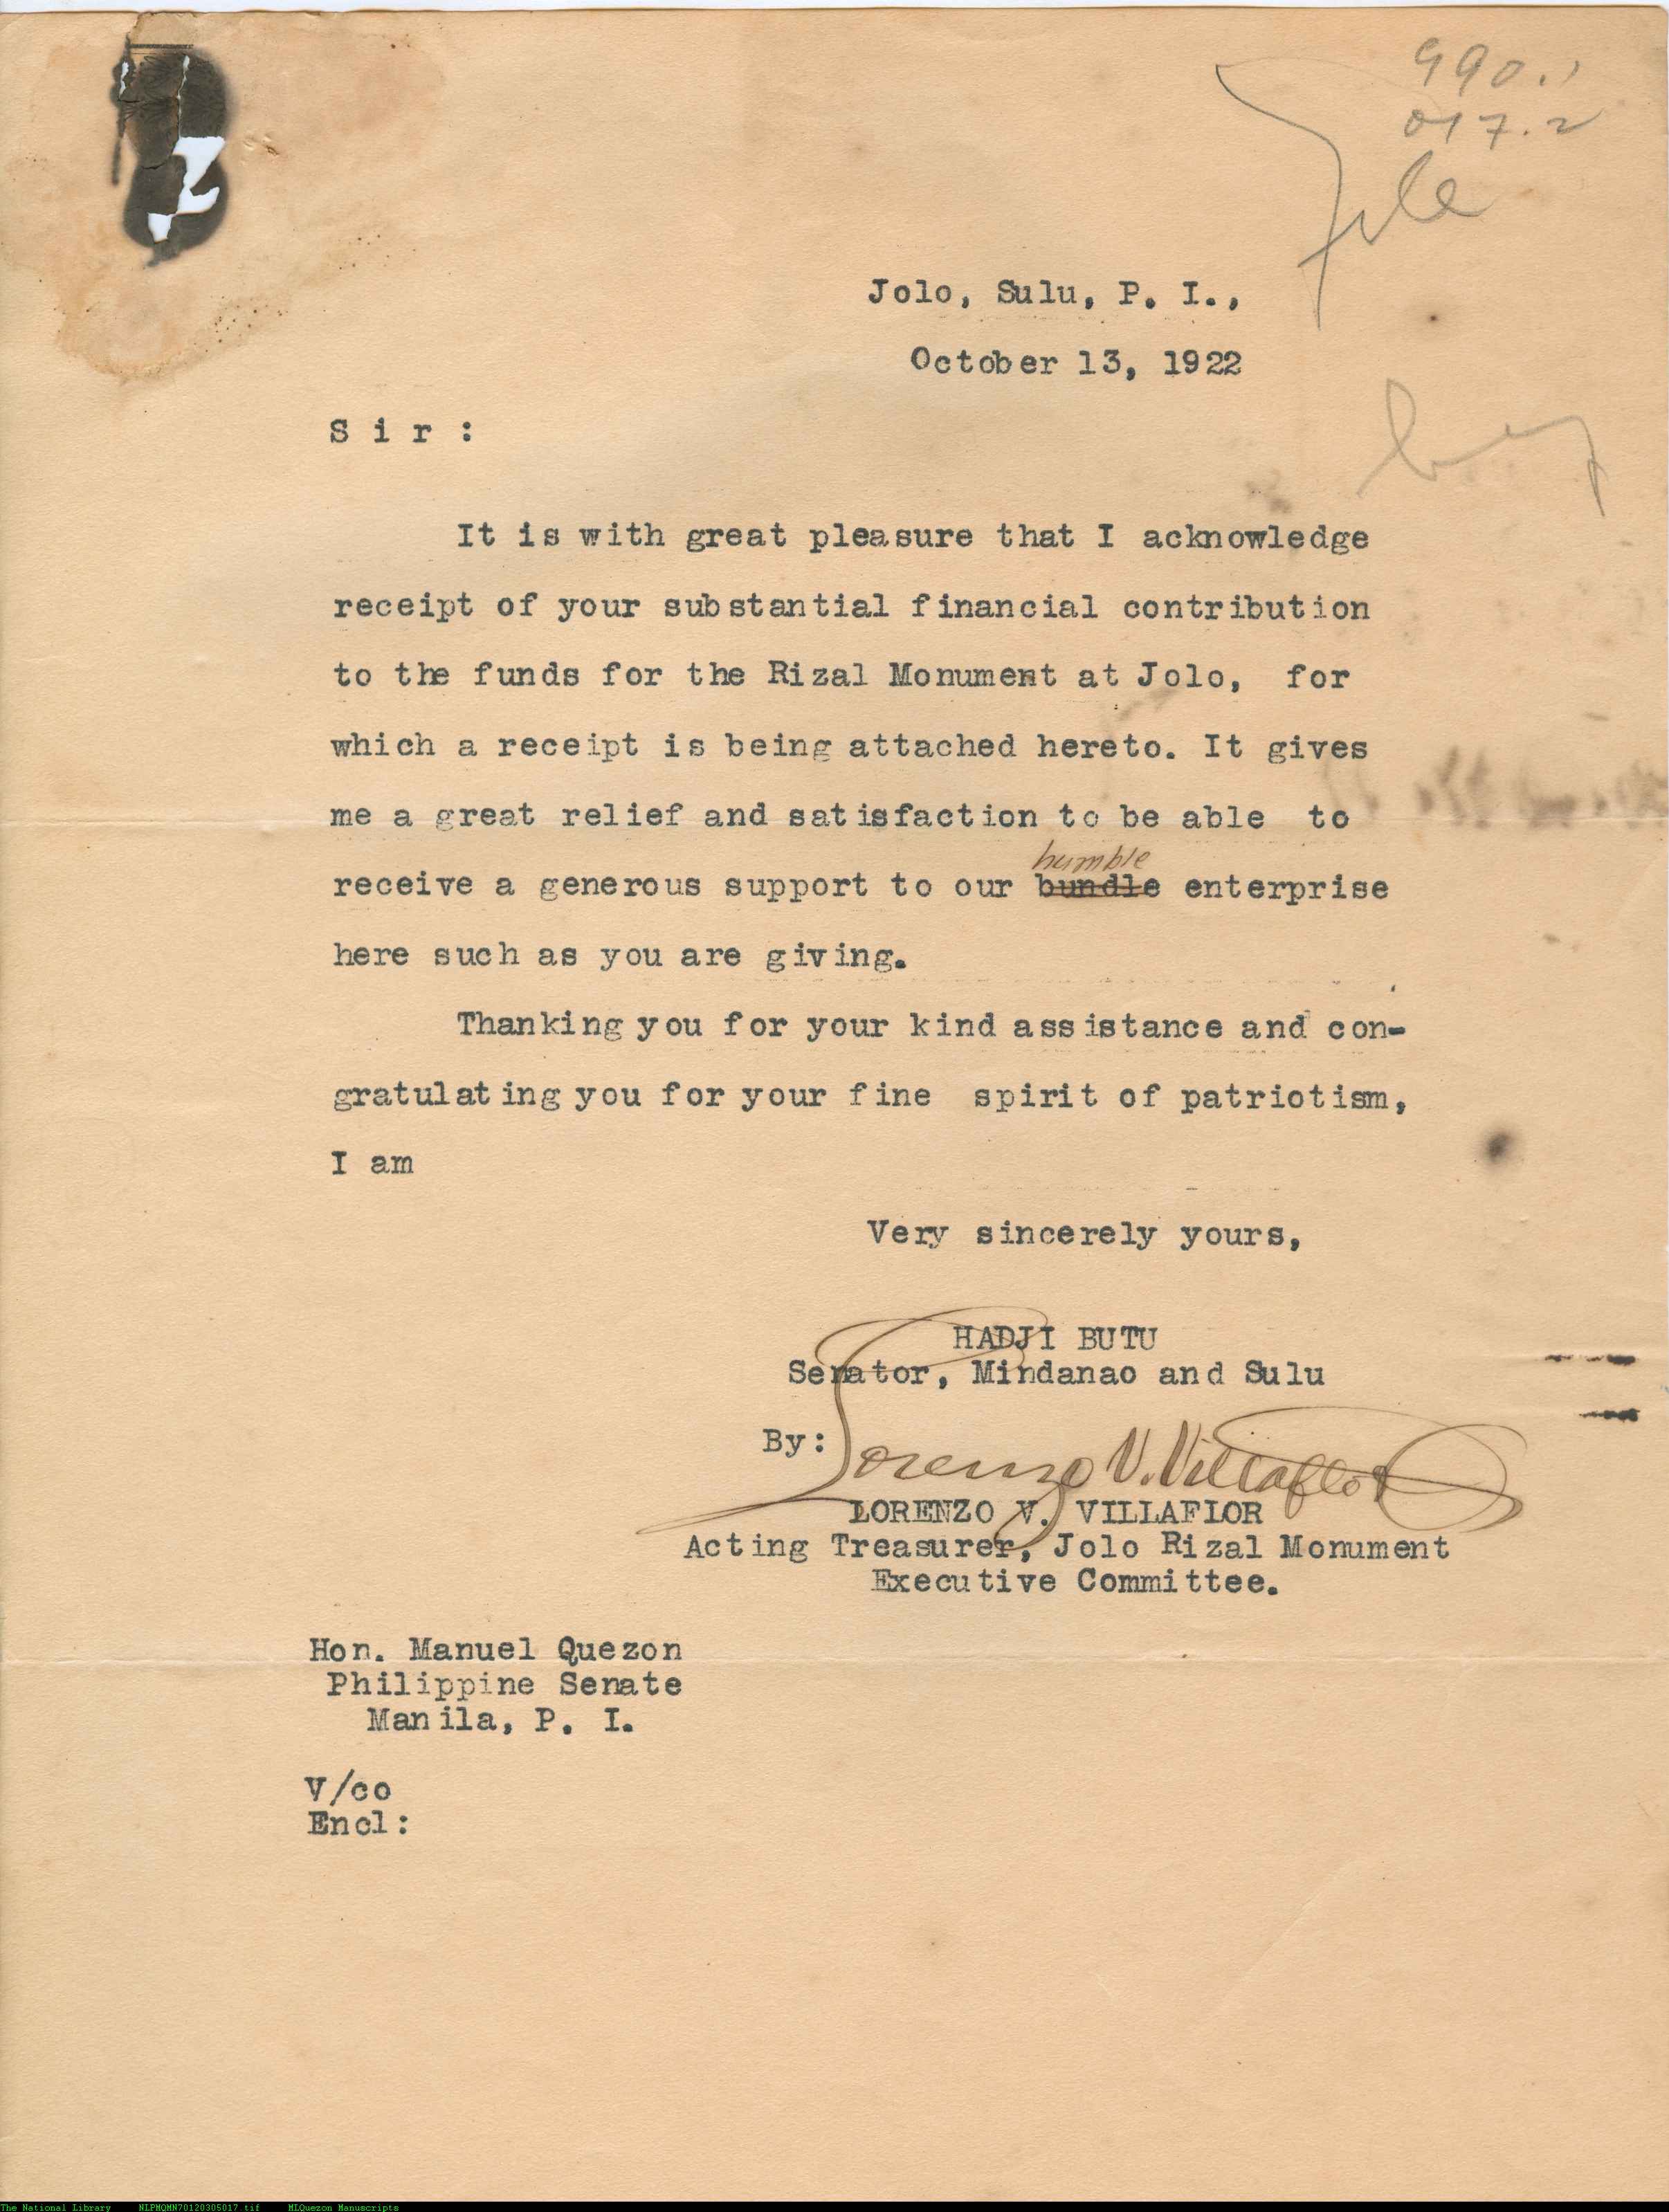 990.1
017.2
File
Jolo, Sulu, P. I.,
October 13, 1922
S i r :
It is with great pleasure that I acknowledge
receipt of your substantial financial contribution
to the funds for the Rizal Monument at Jolo, for
which a receipt is being attached hereto. It gives
me a great relief and satisfaction to be able to
humble
receive a generous support to our bundle enterprise
here such as you are giving.
Thanking you for your kind assistance and con-
gratulating you for your fine spirit of patriotism,
I am
Very sincerely yours,
HADJI BUTU
Senator, Mindanao and Sulu
By: Lorenzo V. Villaflor
LORENZO V. VILLAFLOR
Acting Treasurer, Jolo Rizal Monument
Executive Committee.
Hon. Manuel Quezon
Philippine Senate
Manila, P. I.
V/co
Encl:
The National Library NLPMQMN70120305017.tif MLQuezon Manuscripts